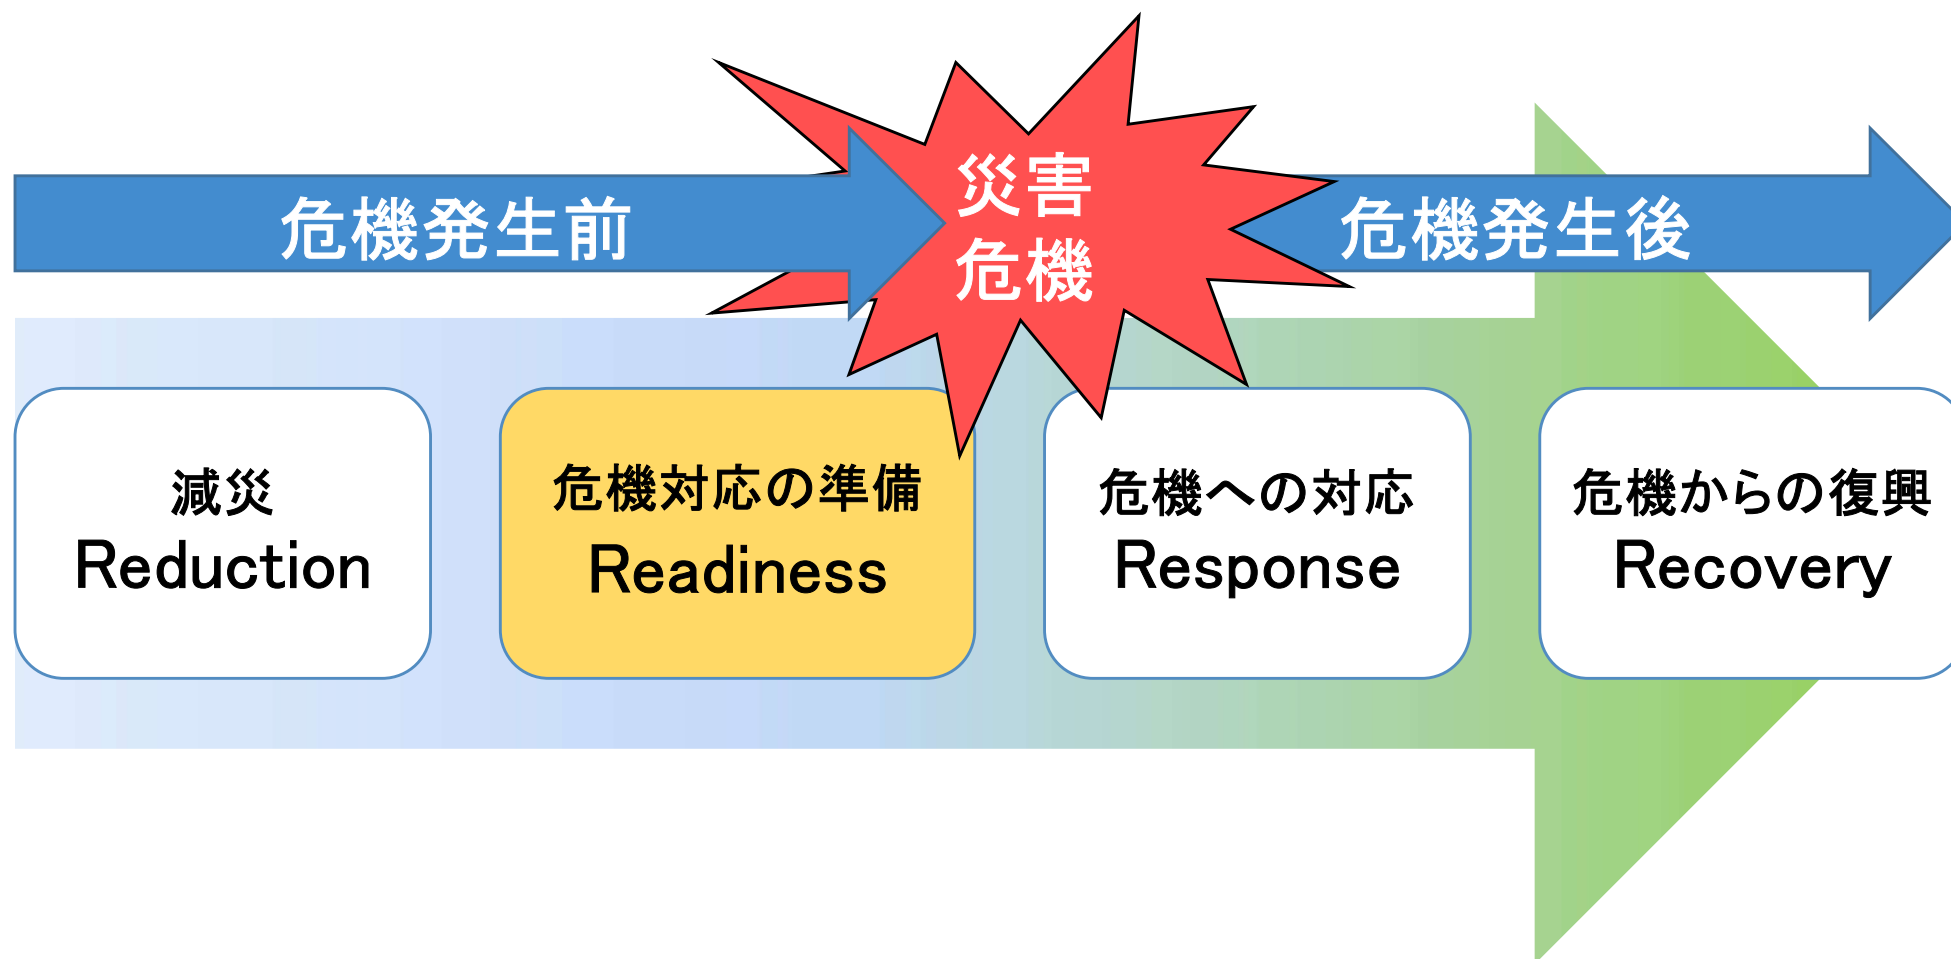 危機発生前
災害
危機
危機発生後
減災
Reduction
危機対応の準備
Readiness
危機への対応
Response
危機からの復興
Recovery